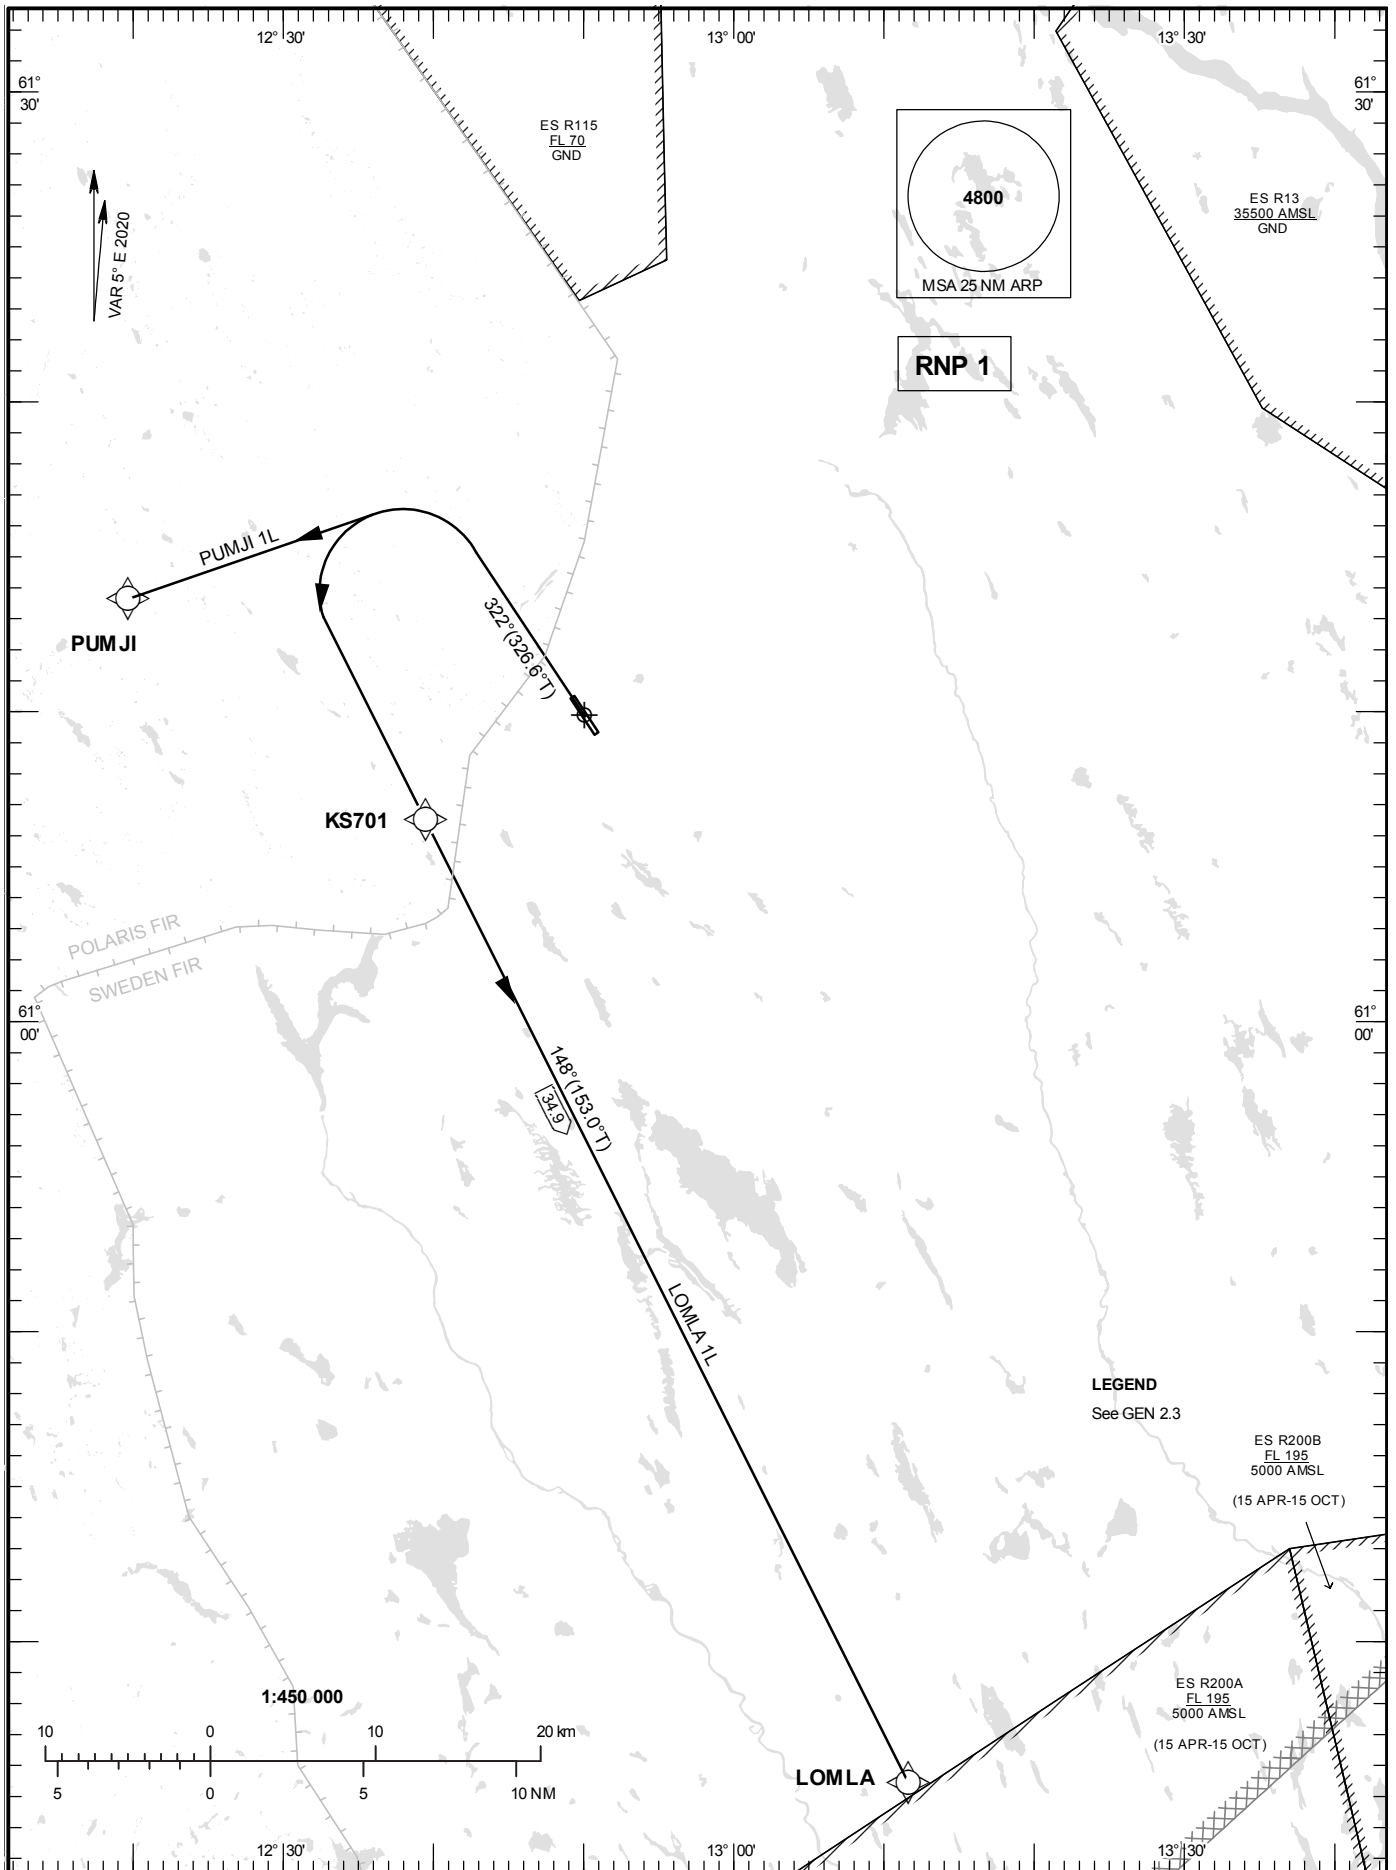 12° 30'
13° 00'
13° 30'
61°
30'
61°
30'
ES R115
FL 70
GND
4800
MSA 25 NM ARP
ES R13
35500 AMSL
GND
VAR 5° E 2020
RNP 1
PUMJI 1L
PUMJI
322°(326.6°T)
KS701
POLARIS FIR
SWEDEN FIR
61°
00'
61°
00'
148°(153.0°T)
34.9
LOMLA 1L
LEGEND
See GEN 2.3
ES R200B
FL 195
5000 AMSL
(15 APR-15 OCT)
ES R200A
FL 195
5000 AMSL
(15 APR-15 OCT)
1:450 000
10 0 10 20 km
5 0 5 10 NM
LOMLA
12° 30'
13° 00'
13° 30'